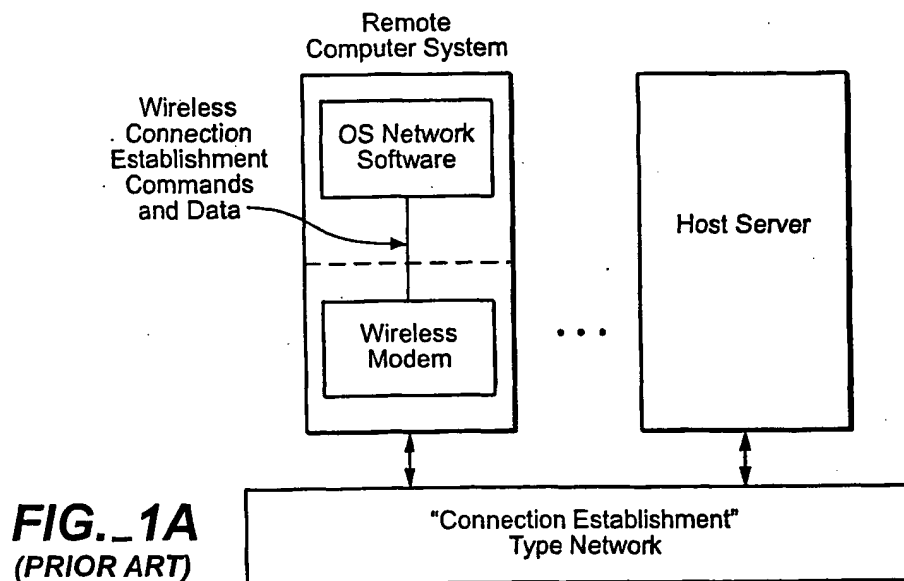 Remote
Computer System
Wireless
Connection
Establishment
Commands
and Data
OS Network
Software
Wireless
Modem
...
Host Server
"Connection Establishment"
Type Network
FIG._1A
(PRIOR ART)